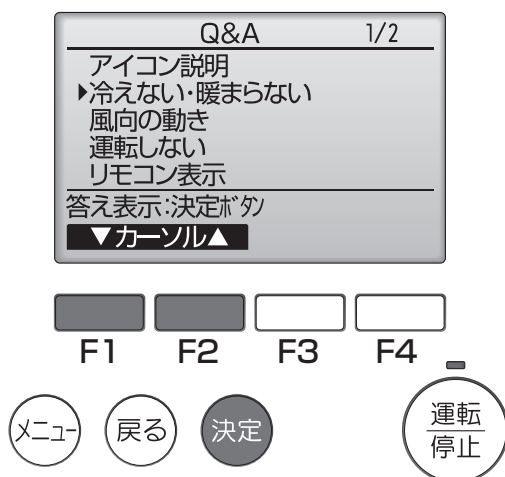 Q&A 1/2
アイコン説明
▶冷えない・暖まらない
風向の動き
運転しない
リモコン表示
答え表示:決定ﾎﾞﾀﾝ
▼カーソル▲
F1 F2 F3 F4
メニュー 戻る 決定 運転
停止